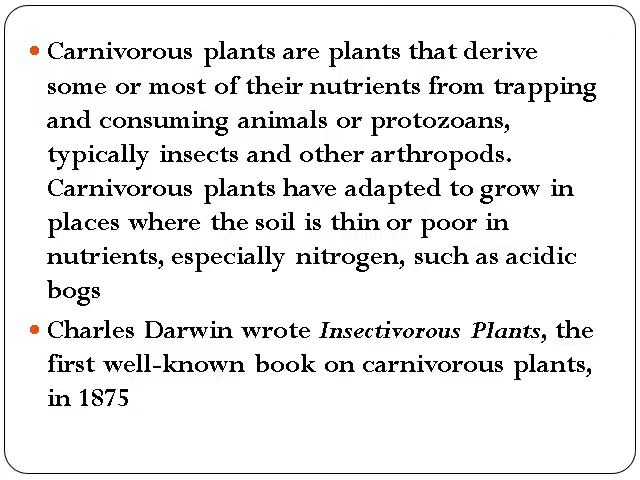 • Carnivorous plants are plants that derive
some or most of their nutrients from trapping
and consuming animals or protozoans,
typically insects and other arthropods.
Carnivorous plants have adapted to grow in
places where the soil is thin or poor in
nutrients, especially nitrogen, such as acidic
bogs
• Charles Darwin wrote Insectivorous Plants, the
first well-known book on carnivorous plants,
in 1875